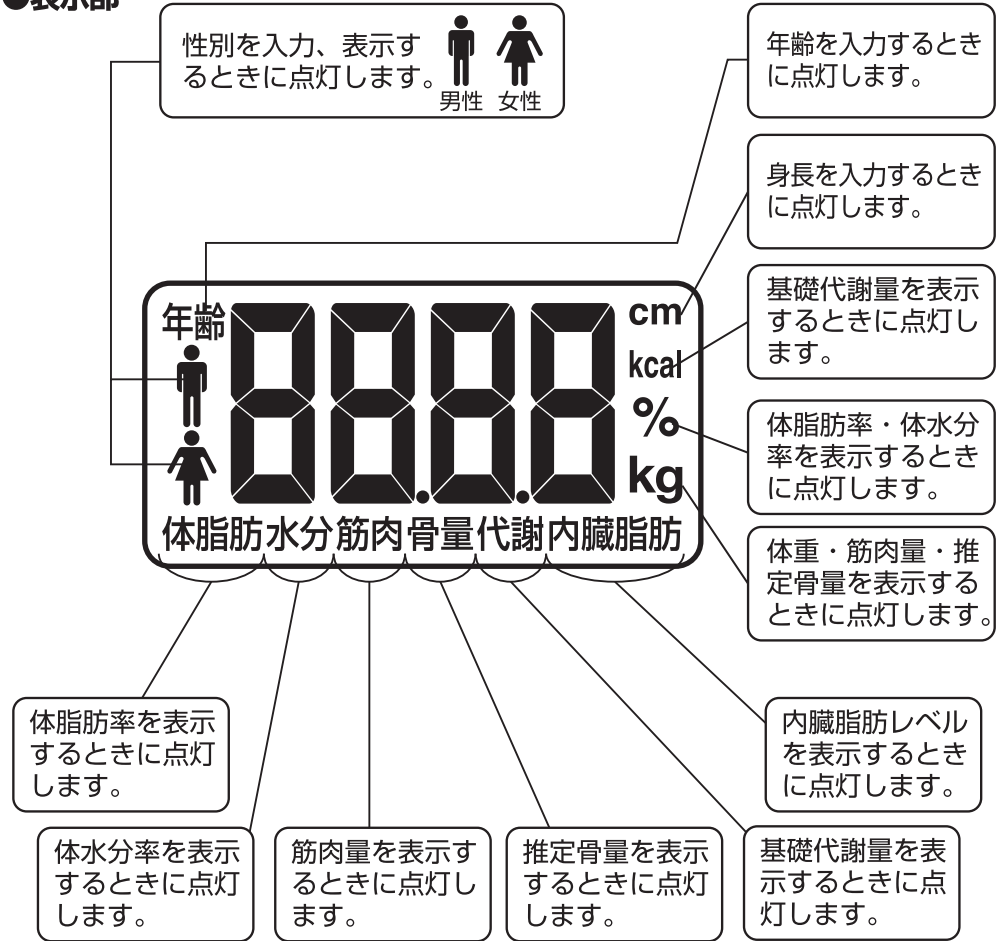 ●表示部
性別を入力、表示す
るときに点灯します。
男性 女性
年齢を入力するとき
に点灯します。
身長を入力するとき
に点灯します。
基礎代謝量を表示
するときに点灯し
ます。
体脂肪率・体水分
率を表示するとき
に点灯します。
体重・筋肉量・推
定骨量を表示する
ときに点灯します。
年齢
88.8.8
cm
kcal
%
kg
体脂肪 水分 筋肉 骨量 代謝 内臓脂肪
体脂肪率を表示
するときに点灯
します。
体水分率を表示
するときに点灯
します。
筋肉量を表示す
るときに点灯し
ます。
推定骨量を表示
するときに点灯
します。
基礎代謝量を表
示するときに点
灯します。
内臓脂肪レベル
を表示するとき
に点灯します。